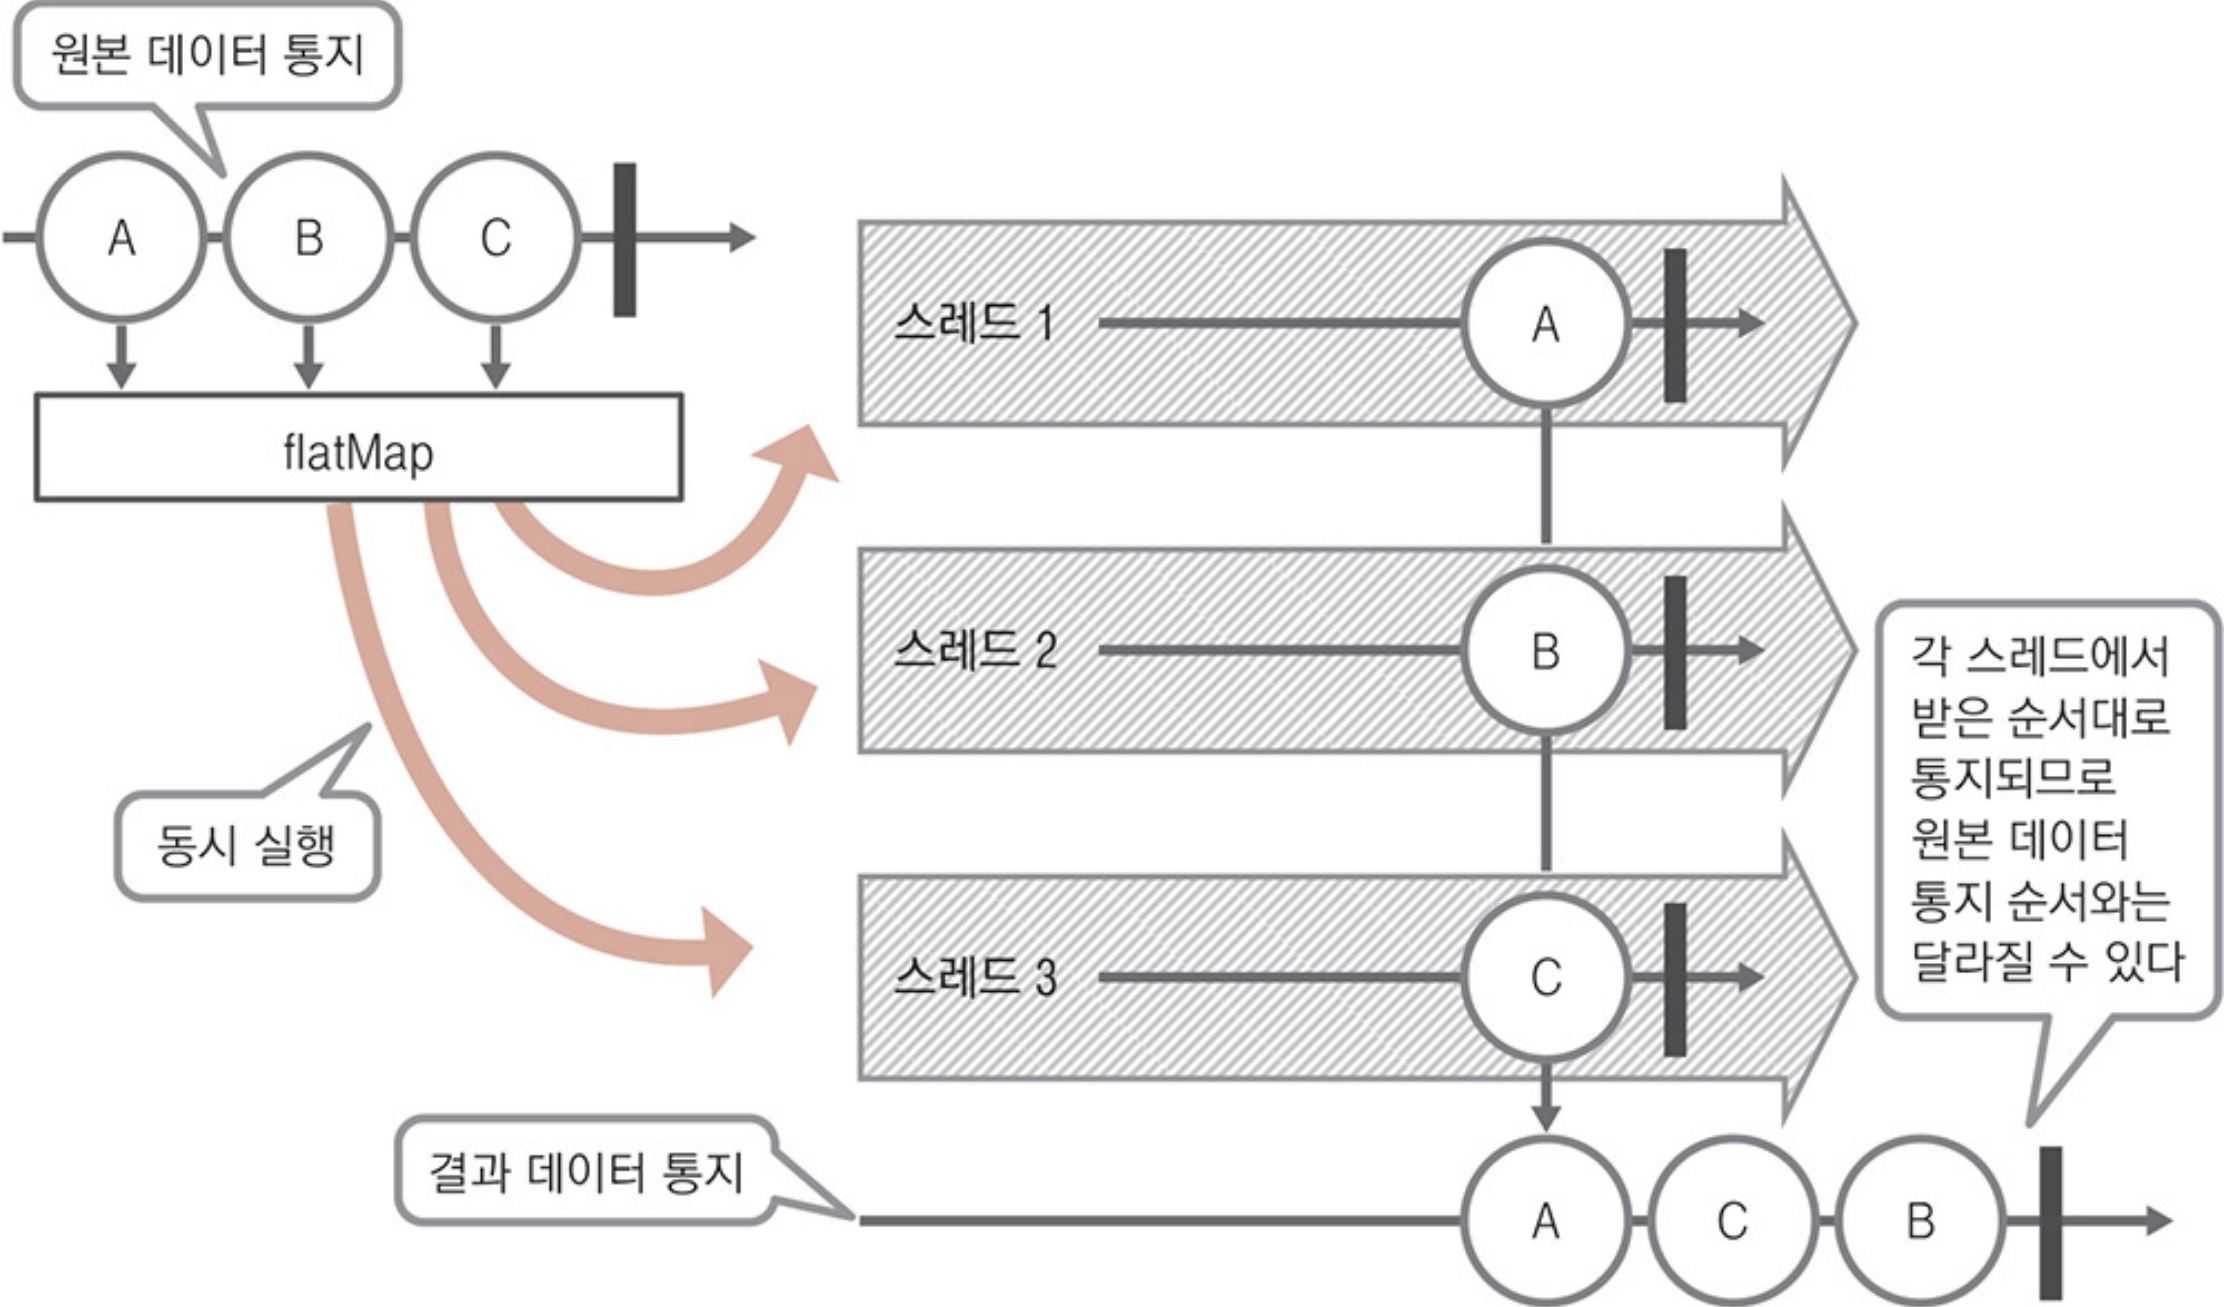 원본 데이터 통지
A
B
C
flatMap
스레드 1
A
스레드 2
B
스레드 3
C
동시 실행
각 스레드에서
받은 순서대로
통지되므로
원본 데이터
통지 순서와는
달라질 수 있다
결과 데이터 통지
A
C
B